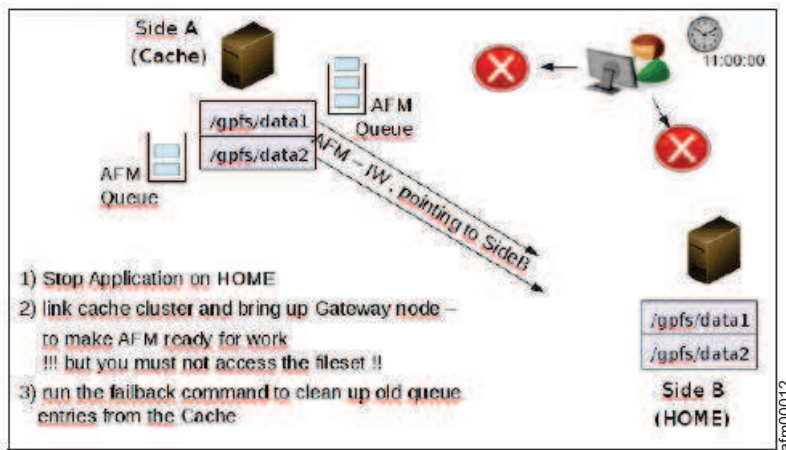 Side A
(Cache)
11:00:00
AFM
Queue
/gpfs/data1
/gpfs/data2
AFM
Queue
AFM – IW, pointing to SideB
1) Stop Application on HOME
2) link cache cluster and bring up Gateway node –
to make AFM ready for work
!!! but you must not access the fileset !!
3) run the failback command to clean up old queue
entries from the Cache
/gpfs/data1
/gpfs/data2
Side B
(HOME)
afm00012